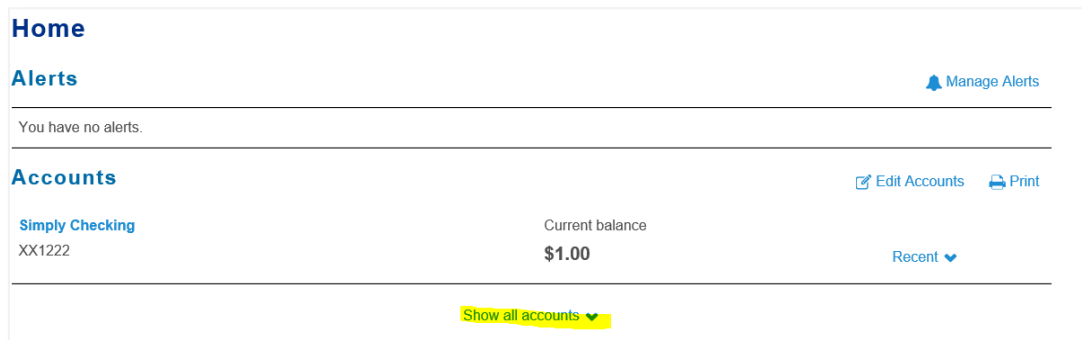 Home
Alerts
Manage Alerts
You have no alerts.
Accounts
Edit Accounts Print
Simply Checking Current balance
XX1222 $1.00
Recent
Show all accounts